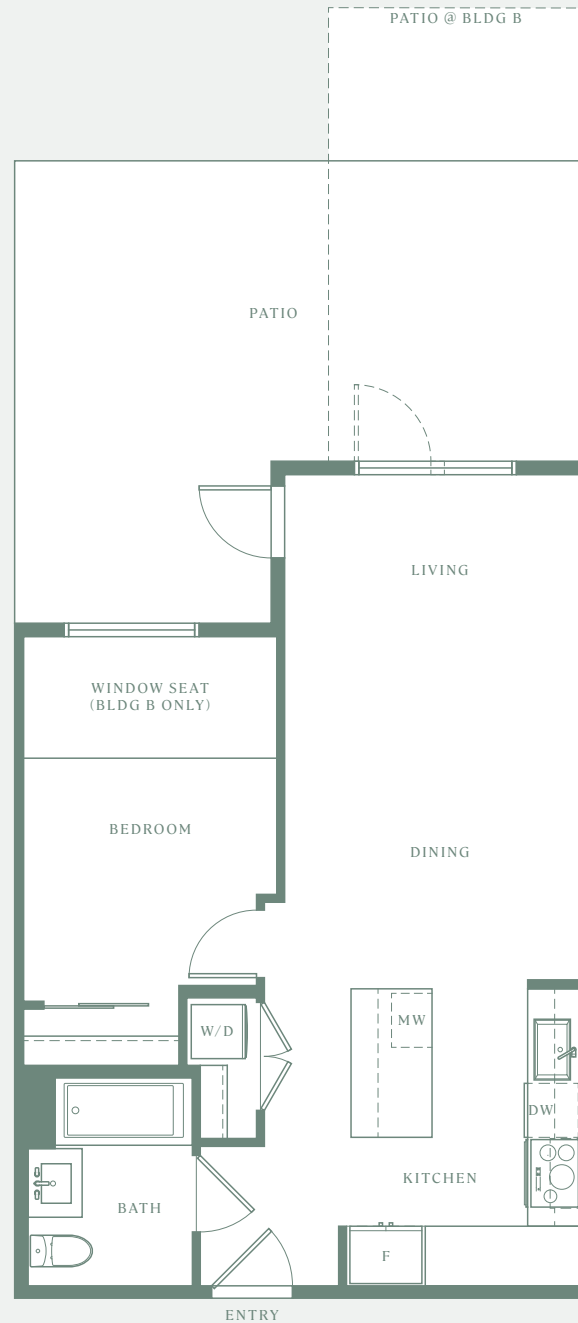 PATIO @ BLDG B
PATIO
LIVING
WINDOW SEAT
(BLDG B ONLY)
BEDROOM
DINING
W/D
MW
DW
KITCHEN
BATH
F
ENTRY